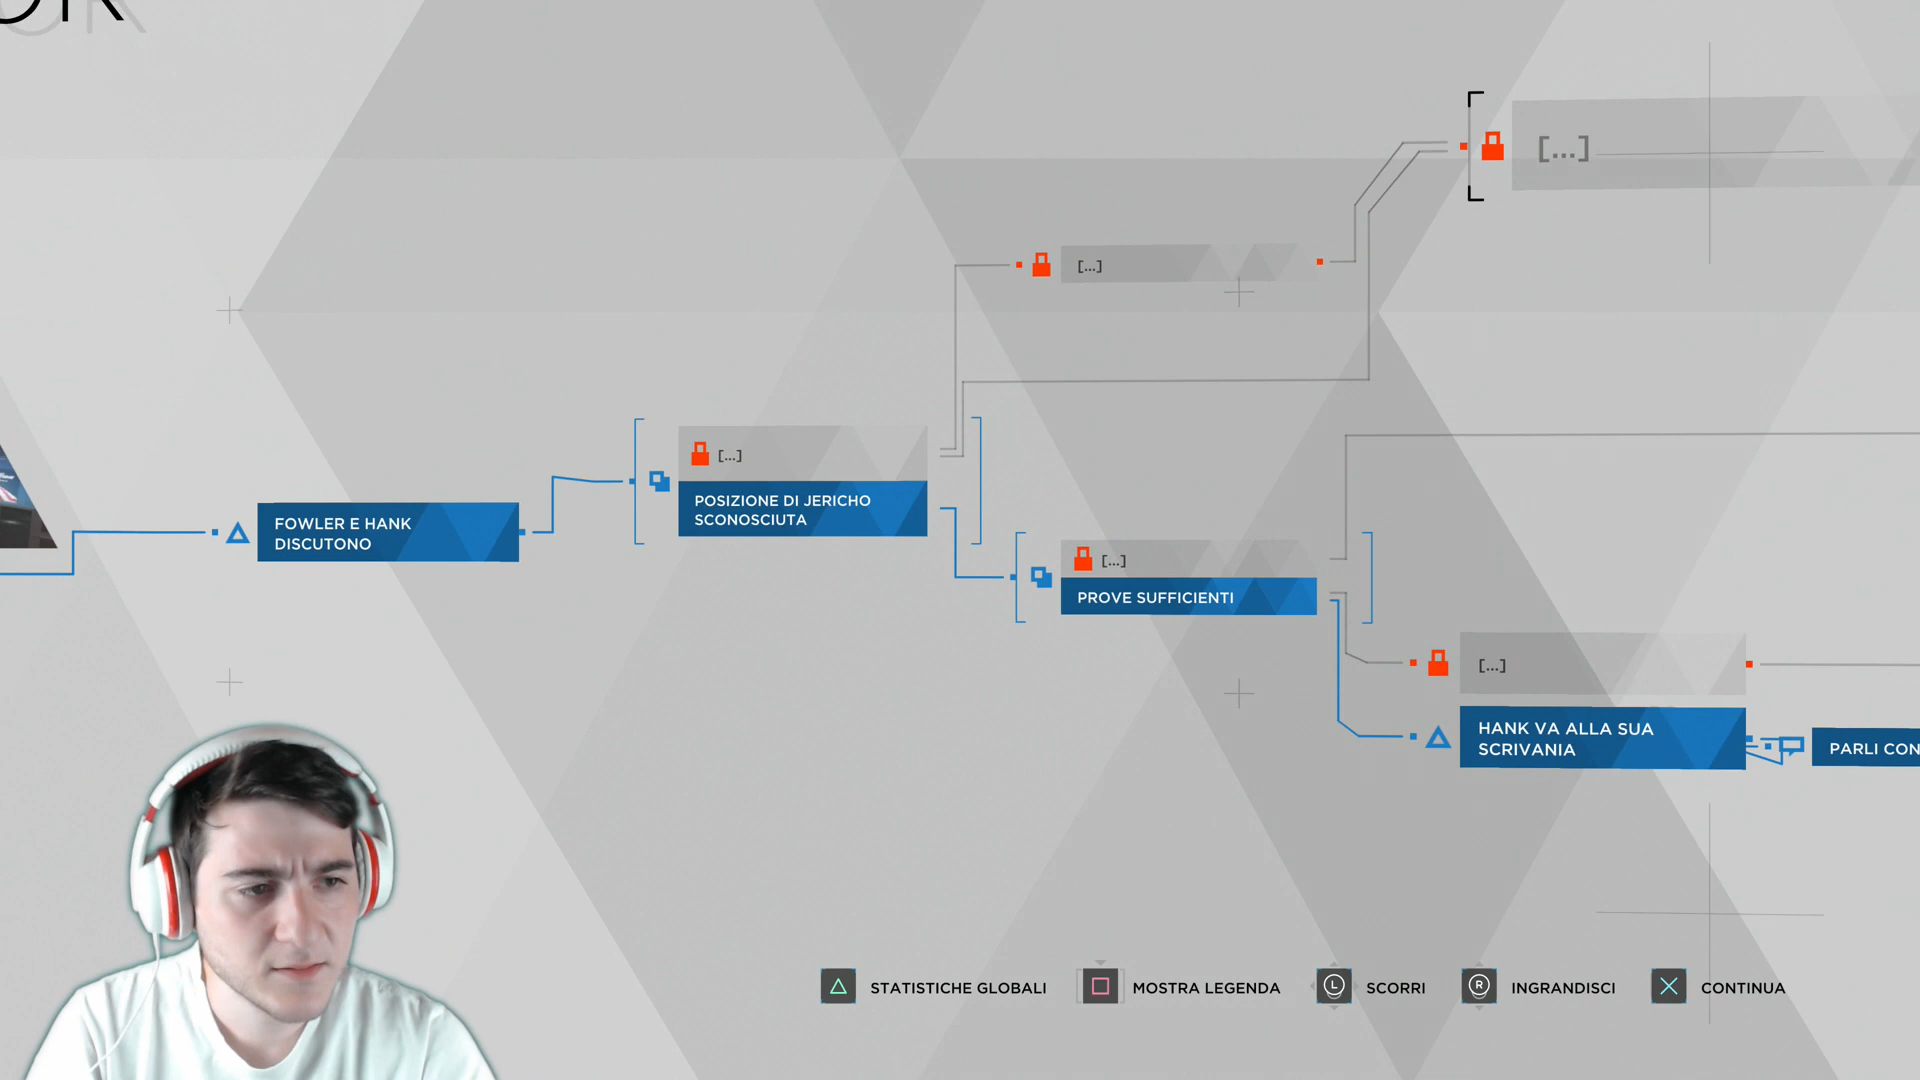 OR
[...]
[...]
[...]
POSIZIONE DI JERICHO
SCONOSCIUTA
FOWLER E HANK
DISCUTONO
[...]
PROVE SUFFICIENTI
[...]
HANK VA ALLA SUA
SCRIVANIA
PARLI CON
STATISTICHE GLOBALI
MOSTRA LEGENDA
L
SCORRI
R
INGRANDISCI
CONTINUA